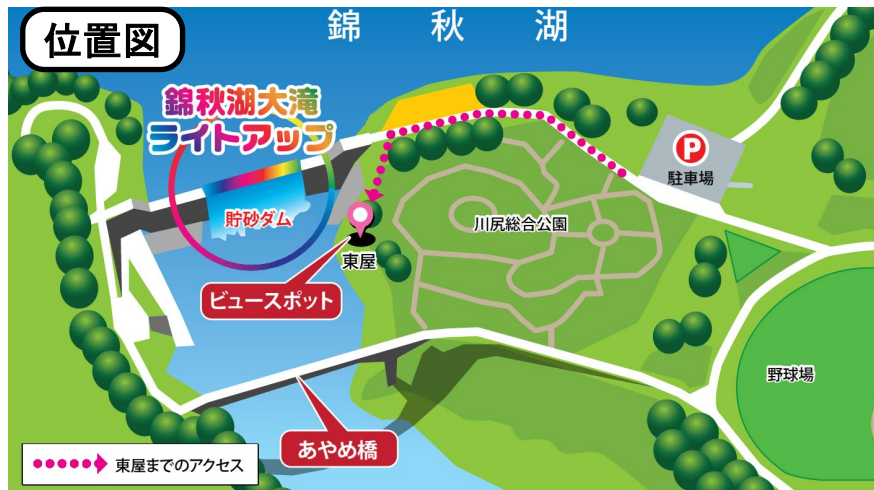 位置図
錦秋湖
錦秋湖大滝
ライトアップ
P
駐車場
貯砂ダム
川尻総合公園
東屋
ビュースポット
野球場
あやめ橋
東屋までのアクセス